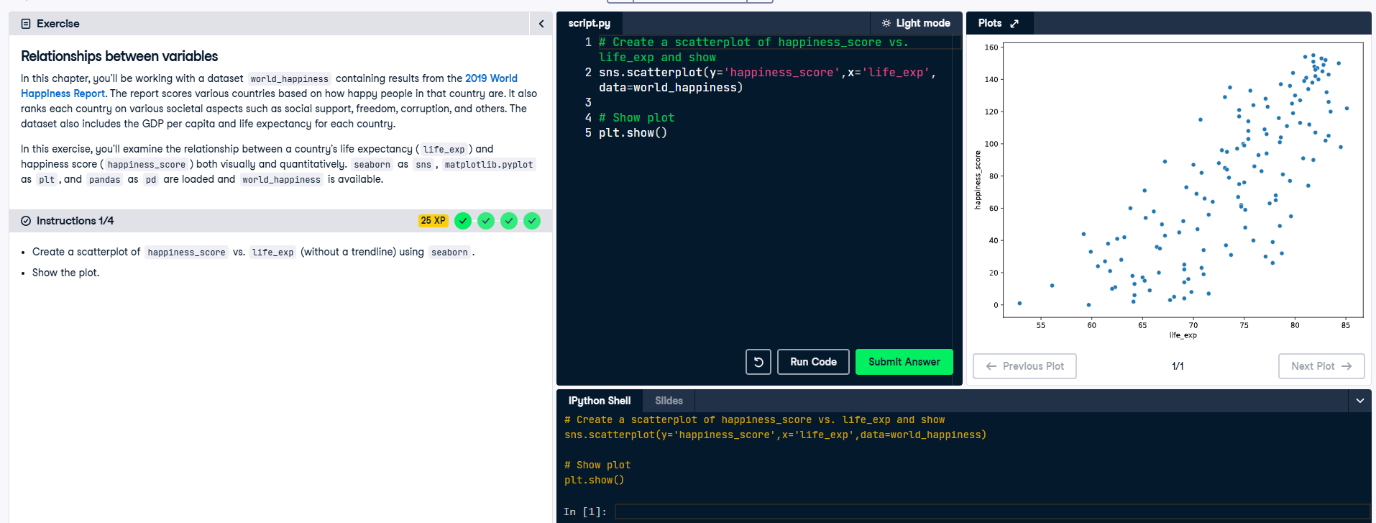 Exercise
Relationships between variables
In this chapter, you'll be working with a dataset world_happiness containing results from the 2019 World
Happiness Report. The report scores various countries based on how happy people in that country are. It also
ranks each country on various societal aspects such as social support, freedom, corruption, and others. The
dataset also includes the GDP per capita and life expectancy for each country.
In this exercise, you'll examine the relationship between a country's life expectancy ( life_exp ) and
happiness score ( happiness_score ) both visually and quantitatively. seaborn as sns , matplotlib.pyplot
as plt , and pandas as pd are loaded and world_happiness is available.
Instructions 1/4
25 XP
• Create a scatterplot of happiness_score vs. life_exp (without a trendline) using seaborn .
• Show the plot.
script.py
Light mode
1 # Create a scatterplot of happiness_score vs.
life_exp and show
2 sns.scatterplot(y='happiness_score',x='life_exp',
data=world_happiness)
3
4 # Show plot
5 plt.show()
Run Code
Submit Answer
Plots
160
140
120
100
80
60
40
20
0
happiness_score
55 60 65 70 75 80 85
life_exp
← Previous Plot
1/1
Next Plot →
IPython Shell
Slides
# Create a scatterplot of happiness_score vs. life_exp and show
sns.scatterplot(y='happiness_score',x='life_exp',data=world_happiness)
# Show plot
plt.show()
In [1]: